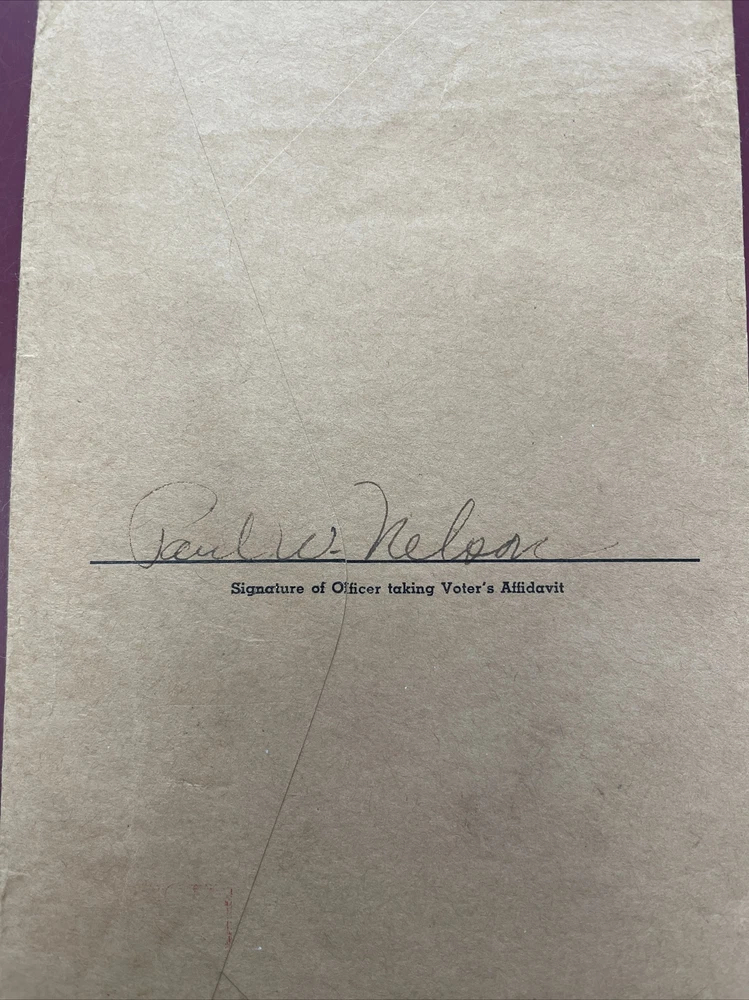 Paul W. Nelson
Signature of Officer taking Voter's Affidavit